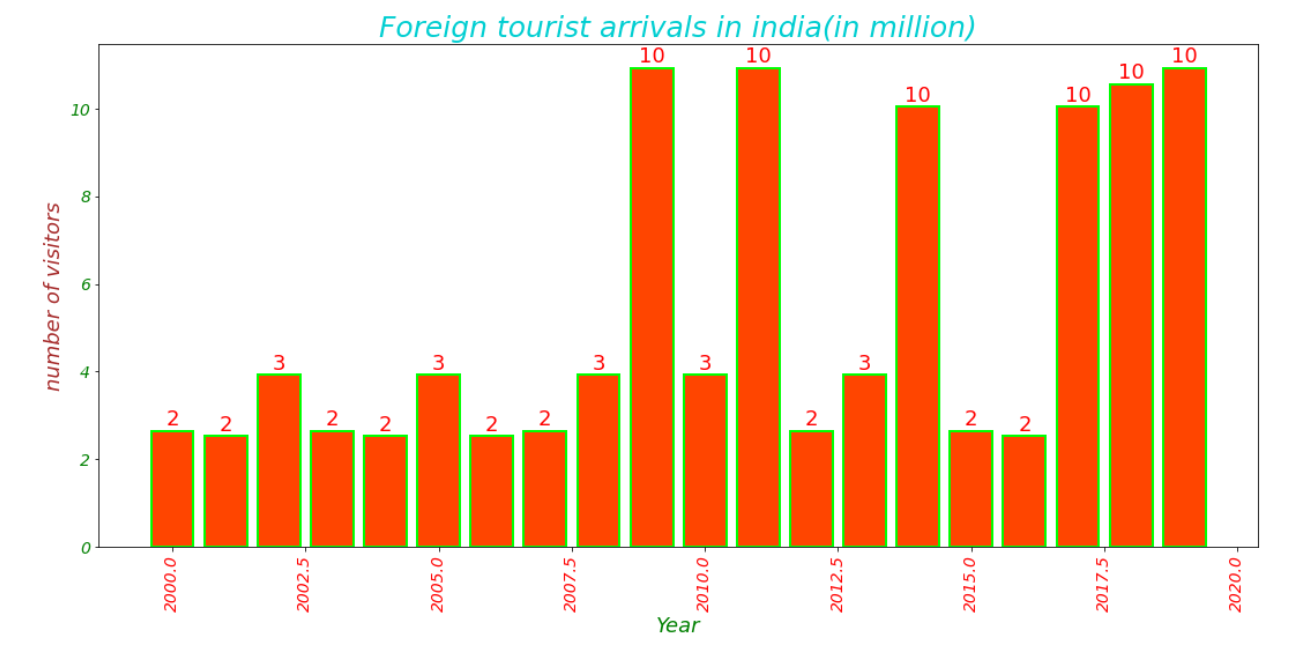 Foreign tourist arrivals in india(in million)
10 10 10
10
10 10
10
8
6
4
3 3 3 3 3
2 2 2 2 2 2 2 2 2
2
0
number of visitors
2000.0 2002.5 2005.0 2007.5 2010.0 2012.5 2015.0 2017.5 2020.0
Year